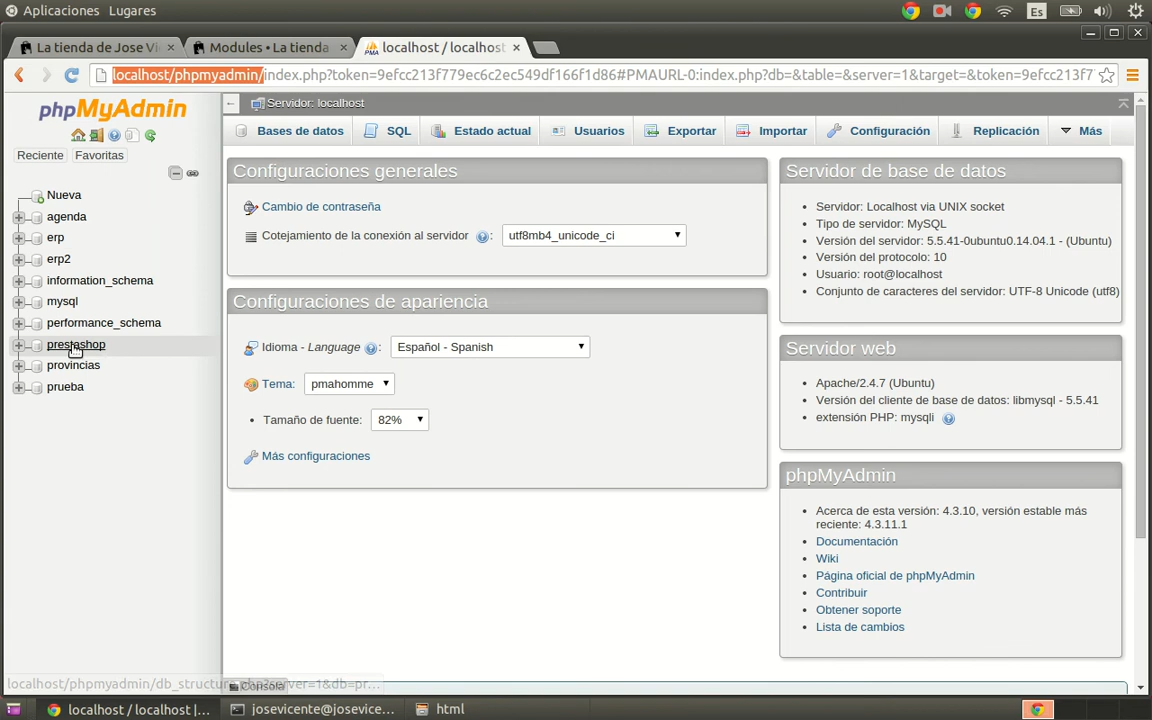 Aplicaciones Lugares
Es
La tienda de Jose Vi
Modules • La tienda
localhost / localhost
localhost/phpmyadmin/index.php?token=9efcc213f779ec6c2ec549df166f1d86#PMAURL-0:index.php?db=&table=&server=1&target=&token=9efcc213f7
phpMyAdmin
Reciente
Favoritas
Nueva
agenda
erp
erp2
information_schema
mysql
performance_schema
prestashop
provincias
prueba
Servidor: localhost
Bases de datos
SQL
Estado actual
Usuarios
Exportar
Importar
Configuración
Replicación
Más
Configuraciones generales
Cambio de contraseña
Cotejamiento de la conexión al servidor
:
utf8mb4_unicode_ci
Configuraciones de apariencia
Idioma - Language
:
Español - Spanish
Tema:
pmahomme
• Tamaño de fuente:
82%
Más configuraciones
Servidor de base de datos
• Servidor: Localhost via UNIX socket
• Tipo de servidor: MySQL
• Versión del servidor: 5.5.41-0ubuntu0.14.04.1 - (Ubuntu)
• Versión del protocolo: 10
• Usuario: root@localhost
• Conjunto de caracteres del servidor: UTF-8 Unicode (utf8)
Servidor web
• Apache/2.4.7 (Ubuntu)
• Versión del cliente de base de datos: libmysql - 5.5.41
• extensión PHP: mysqli
phpMyAdmin
• Acerca de esta versión: 4.3.10, versión estable más
reciente: 4.3.11.1
• Documentación
• Wiki
• Página oficial de phpMyAdmin
• Contribuir
• Obtener soporte
• Lista de cambios
localhost/phpmyadmin/db_structure.php?server=1&db=pr...
Consola
localhost / localhost |...
josevicente@josevice...
html